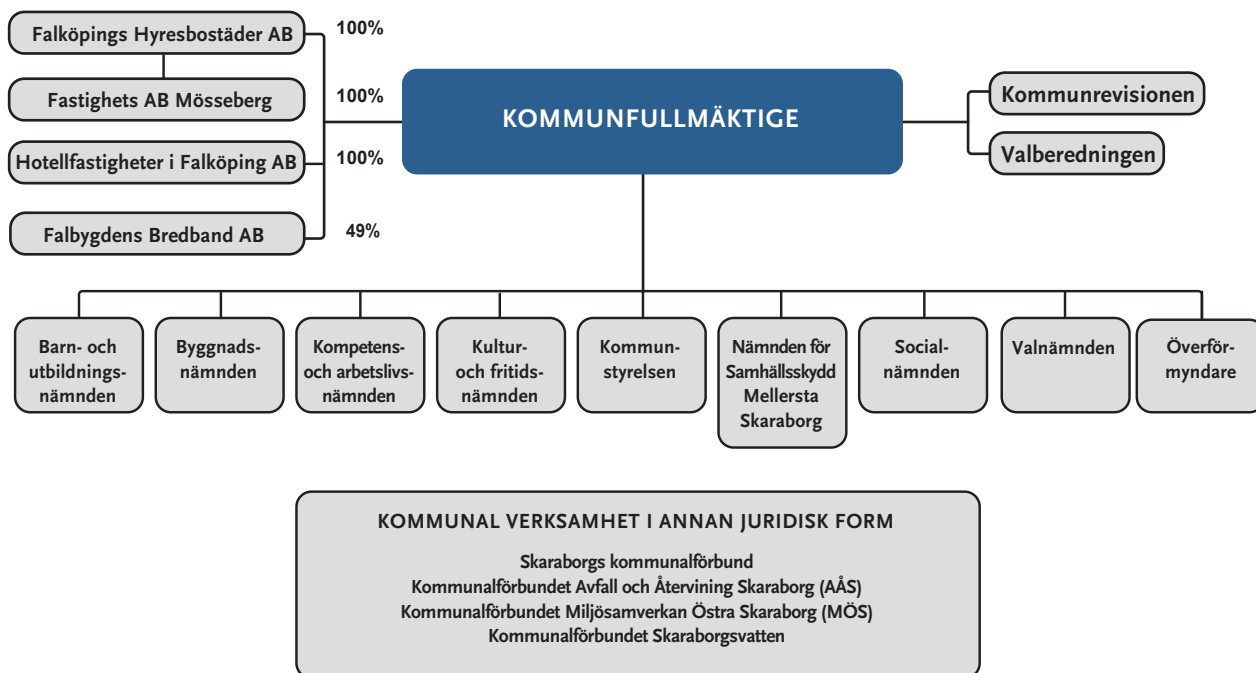 Falköpings Hyresbostäder AB
100%
Fastighets AB Mösseberg
100%
Hotellfastigheter i Falköping AB
100%
Falbygdens Bredband AB
49%
KOMMUNFULLMÄKTIGE
Kommunrevisionen
Valberedningen
Barn- och
utbildnings-
nämnden
Byggnads-
nämnden
Kompetens-
och arbetslivs-
nämnden
Kultur-
och fritids-
nämnden
Kommun-
styrelsen
Nämnden för
Samhällsskydd
Mellersta
Skaraborg
Social-
nämnden
Valnämnden
Överför-
myndare
KOMMUNAL VERKSAMHET I ANNAN JURIDISK FORM
Skaraborgs kommunalförbund
Kommunalförbundet Avfall och Återvining Skaraborg (AÅS)
Kommunalförbundet Miljösamverkan Östra Skaraborg (MÖS)
Kommunalförbundet Skaraborgsvatten